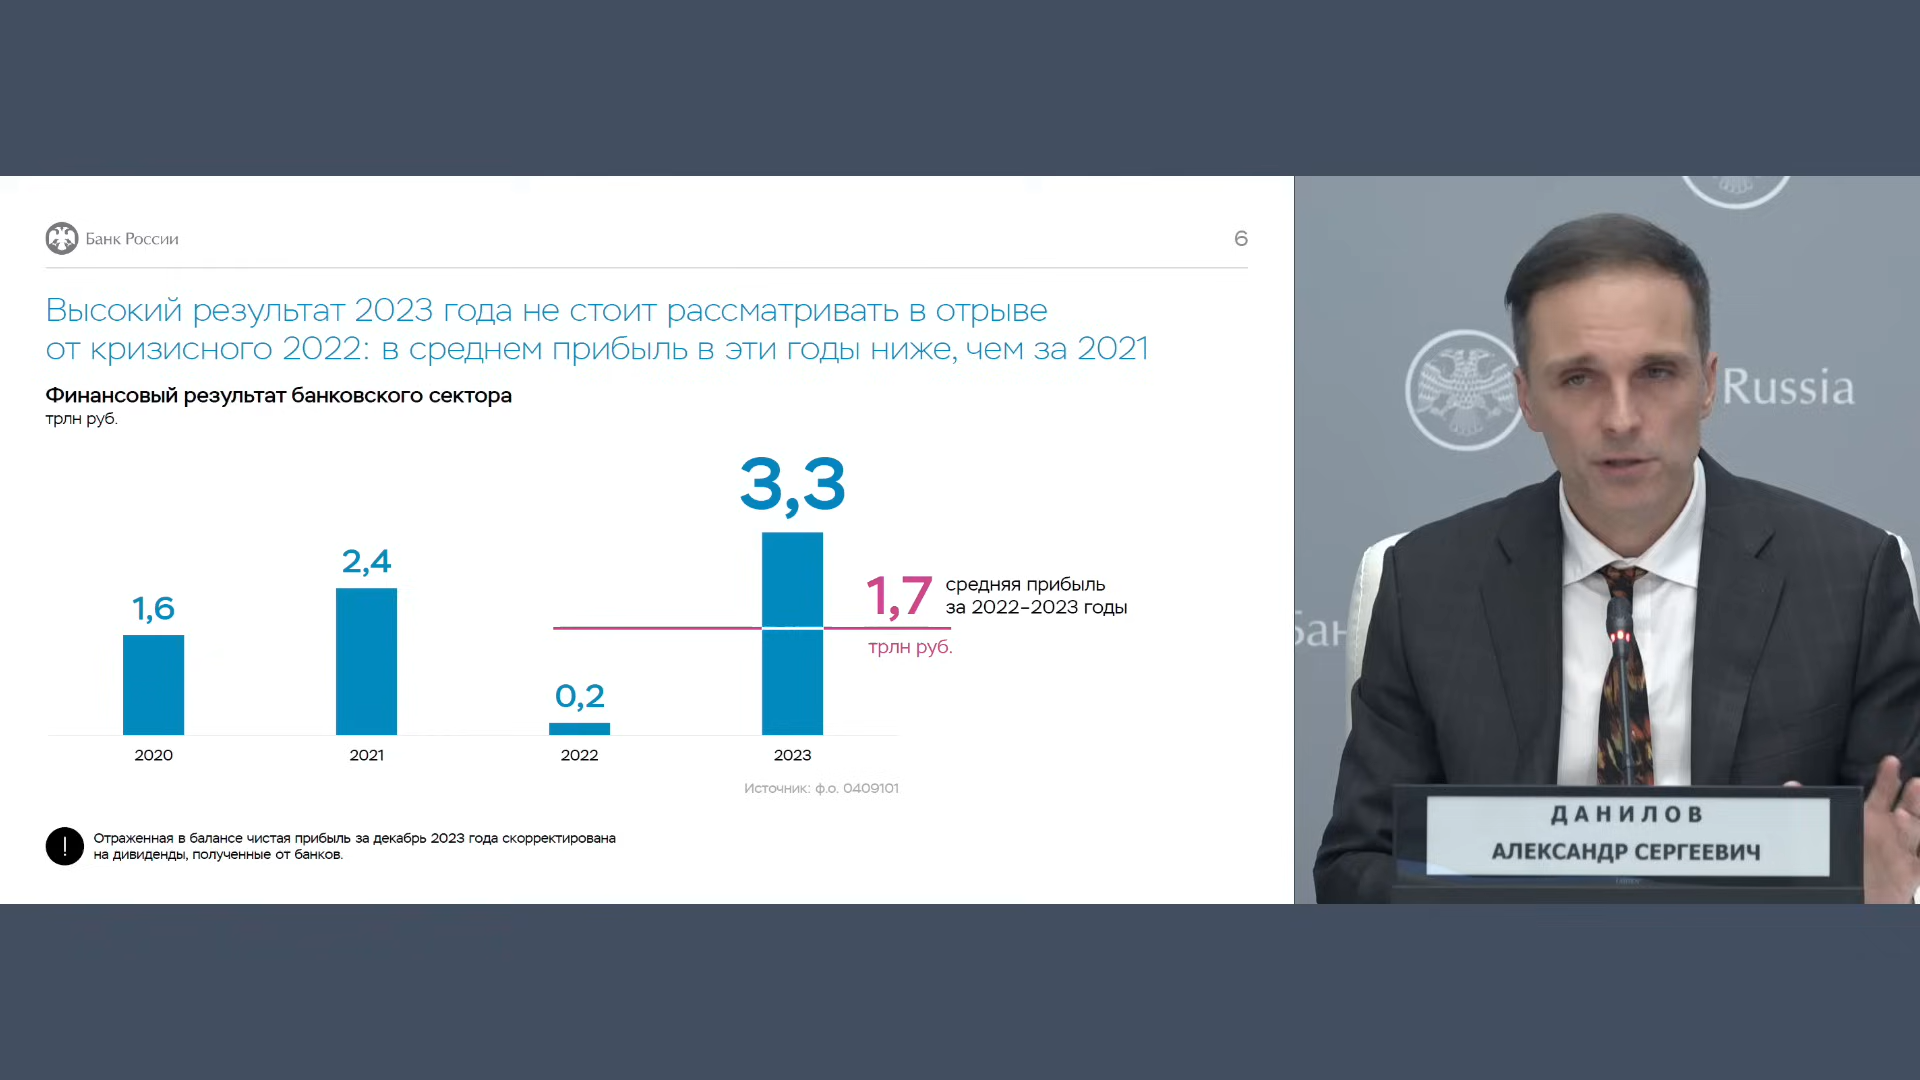 Банк России
6
Высокий результат 2023 года не стоит рассматривать в отрыве
от кризисного 2022: в среднем прибыль в эти годы ниже, чем за 2021
Финансовый результат банковского сектора
трлн руб.
1,6
2,4
0,2
3,3
1,7
средняя прибыль
за 2022–2023 годы
трлн руб.
2020
2021
2022
2023
Источник: ф.о. 0409101
! Отраженная в балансе чистая прибыль за декабрь 2023 года скорректирована
на дивиденды, полученные от банков.
Russia
Бан
ДАНИЛОВ
АЛЕКСАНДР СЕРГЕЕВИЧ